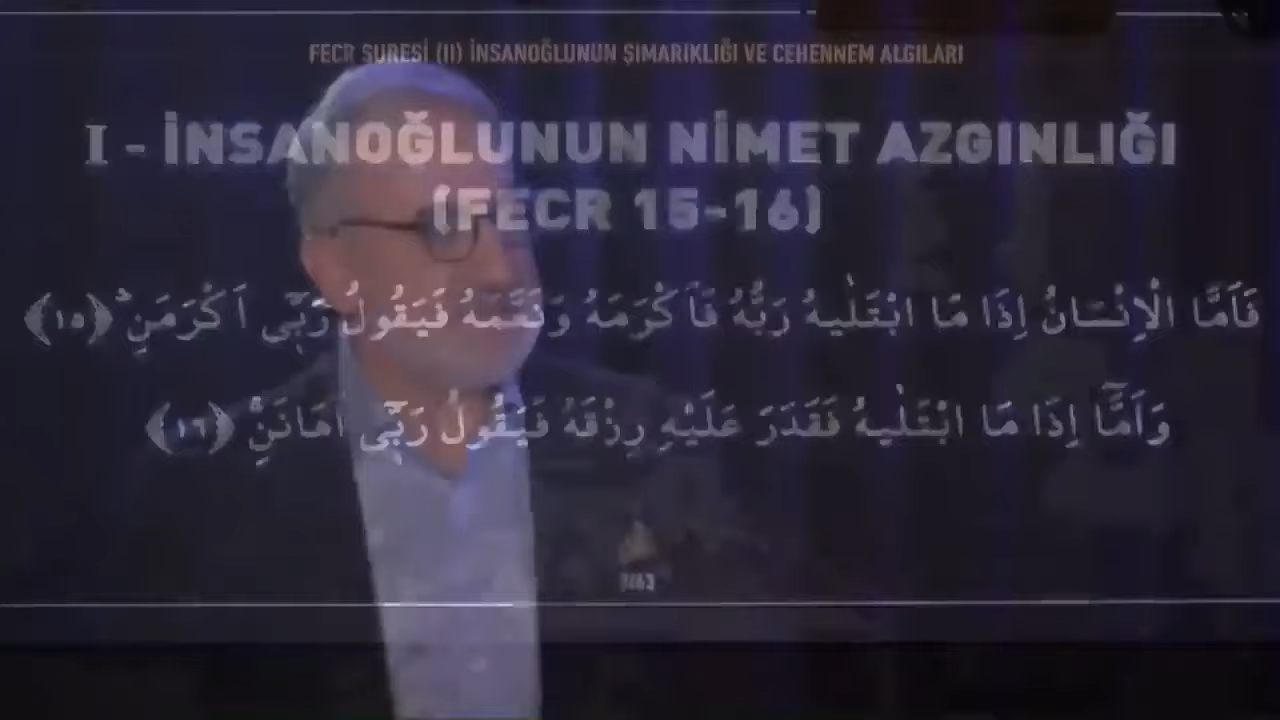 FECR SURESİ (II) İNSANOĞLUNUN ŞIMARIKLIĞI VE CEHENNEM ALGILARI
I - İNSANOĞLUNUN NİMET AZGINLIĞI
(FECR 15-16)
فَاَمَّا الْاِنْسَانُ اِذَا مَا ابْتَلٰيهُ رَبُّهُ فَاَكْرَمَهُ وَنَعَّمَهُ فَيَقُولُ رَبّ۪ٓى اَكْرَمَنِۜ ﴿١٥﴾
وَاَمَّٓا اِذَا مَا ابْتَلٰيهُ فَقَدَرَ عَلَيْهِ رِزْقَهُ فَيَقُولُ رَبّ۪ٓى اَهَانَنِۚ ﴿١٦﴾